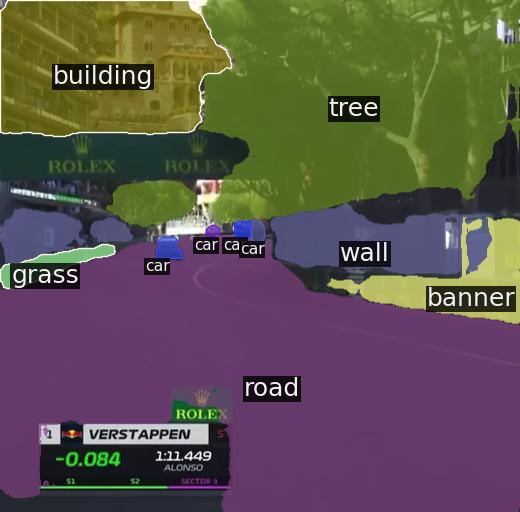 building
tree
ROLEX ROLEX
car
ca
car
car
wall
grass
banner
road
ROLEX
1 VERSTAPPEN 5
-0.084 1:11.449
ALONSO
S1 S2 SECTOR 3